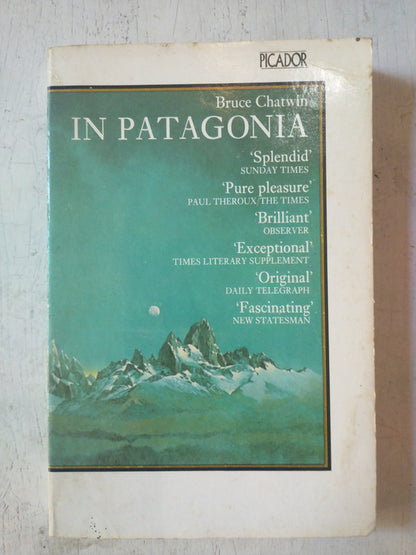 PICADOR
Bruce Chatwin
IN PATAGONIA
‘Splendid’
SUNDAY TIMES
‘Pure pleasure’
PAUL THEROUX/THE TIMES
‘Brilliant’
OBSERVER
‘Exceptional’
TIMES LITERARY SUPPLEMENT
‘Original’
DAILY TELEGRAPH
‘Fascinating’
NEW STATESMAN